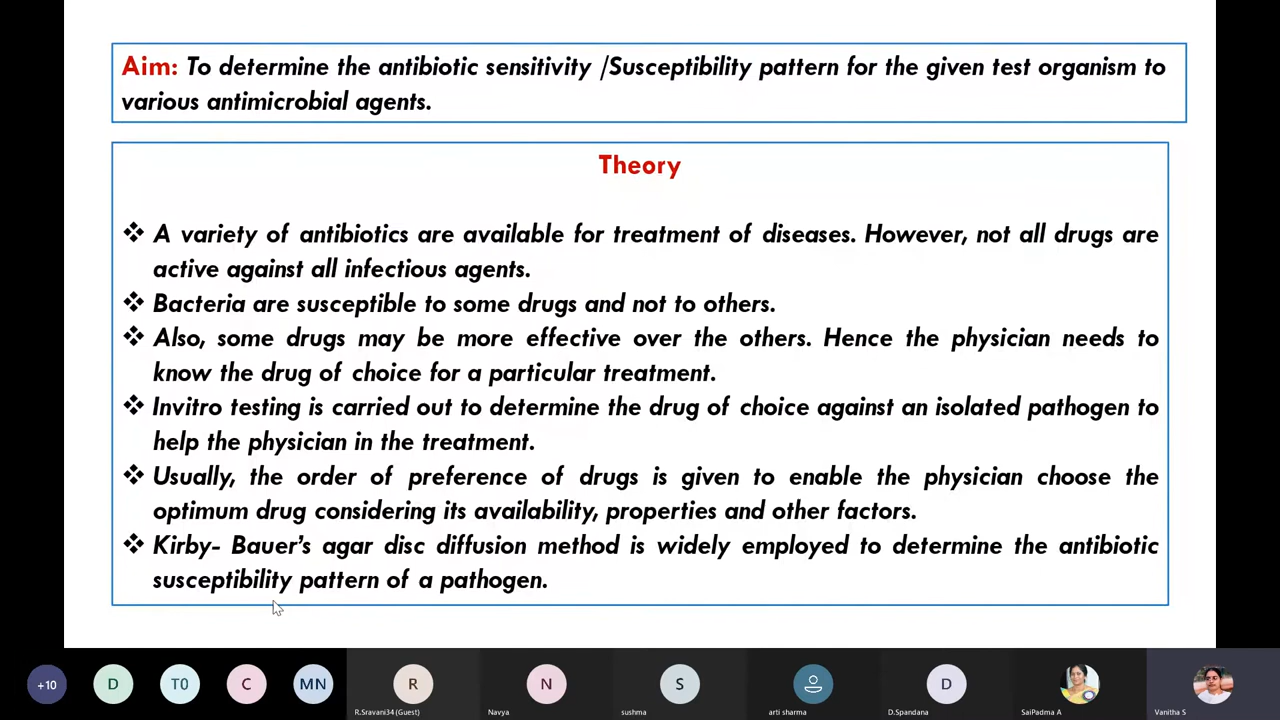 Aim: To determine the antibiotic sensitivity /Susceptibility pattern for the given test organism to
various antimicrobial agents.
Theory
❖ A variety of antibiotics are available for treatment of diseases. However, not all drugs are
active against all infectious agents.
❖ Bacteria are susceptible to some drugs and not to others.
❖ Also, some drugs may be more effective over the others. Hence the physician needs to
know the drug of choice for a particular treatment.
❖ Invitro testing is carried out to determine the drug of choice against an isolated pathogen to
help the physician in the treatment.
❖ Usually, the order of preference of drugs is given to enable the physician choose the
optimum drug considering its availability, properties and other factors.
❖ Kirby- Bauer's agar disc diffusion method is widely employed to determine the antibiotic
susceptibility pattern of a pathogen.
+10 D T0 C MN R N S D
R.Sravani34 (Guest) Navya sushma arti sharma D.Spandana SaiPadma A Vanitha S